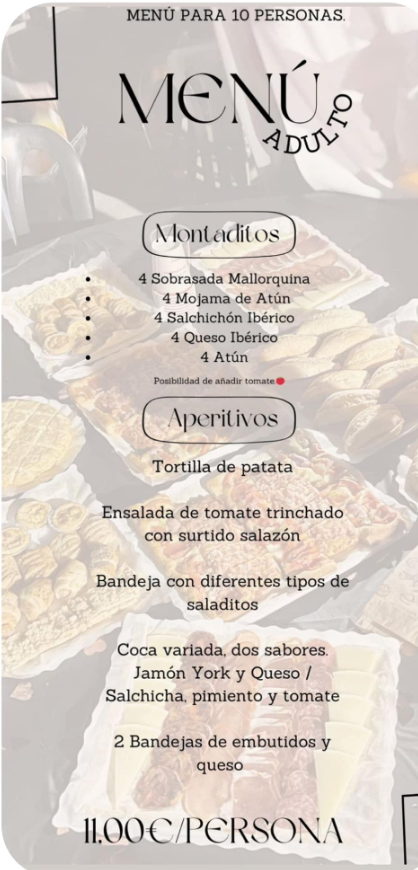 MENÚ PARA 10 PERSONAS.
MENÚ
ADULTO
Montaditos
• 4 Sobrasada Mallorquina
• 4 Mojama de Atún
• 4 Salchichón Ibérico
• 4 Queso Ibérico
• 4 Atún
Posibilidad de añadir tomate🍅
Aperitivos
Tortilla de patata
Ensalada de tomate trinchado
con surtido salazón
Bandeja con diferentes tipos de
saladitos
Coca variada, dos sabores.
Jamón York y Queso /
Salchicha, pimiento y tomate
2 Bandejas de embutidos y
queso
11,00€/PERSONA